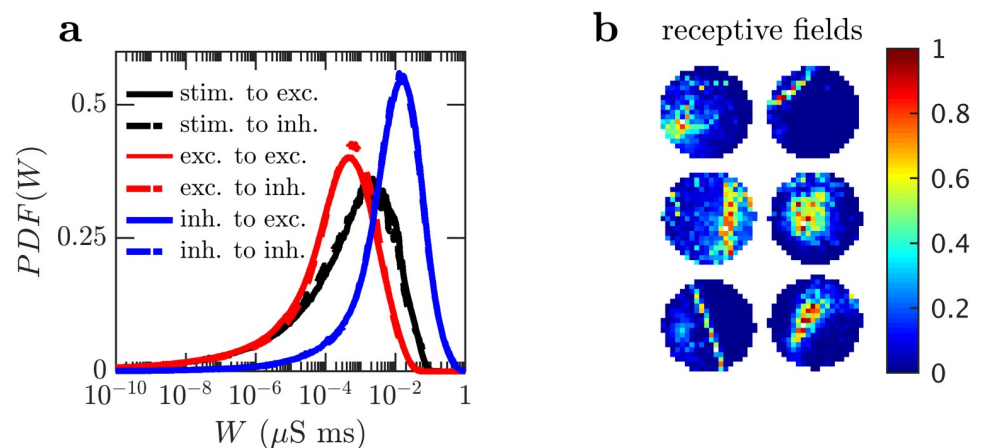 a
PDF(W)
0.5
0.25
0
stim. to exc.
stim. to inh.
exc. to exc.
exc. to inh.
inh. to exc.
inh. to inh.
10^{-10} 10^{-8} 10^{-6} 10^{-4} 10^{-2} 1
W (μS ms)
b
receptive fields
1
0.8
0.6
0.4
0.2
0